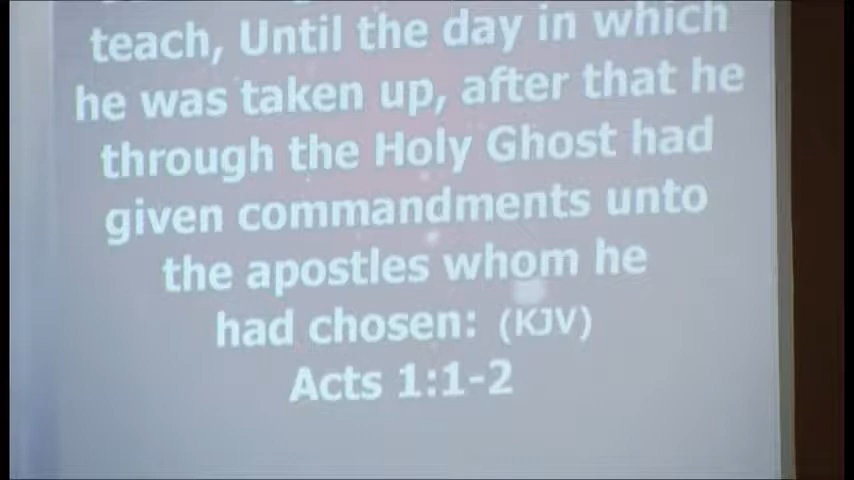 teach, Until the day in which
he was taken up, after that he
through the Holy Ghost had
given commandments unto
the apostles whom he
had chosen: (KJV)
Acts 1:1-2